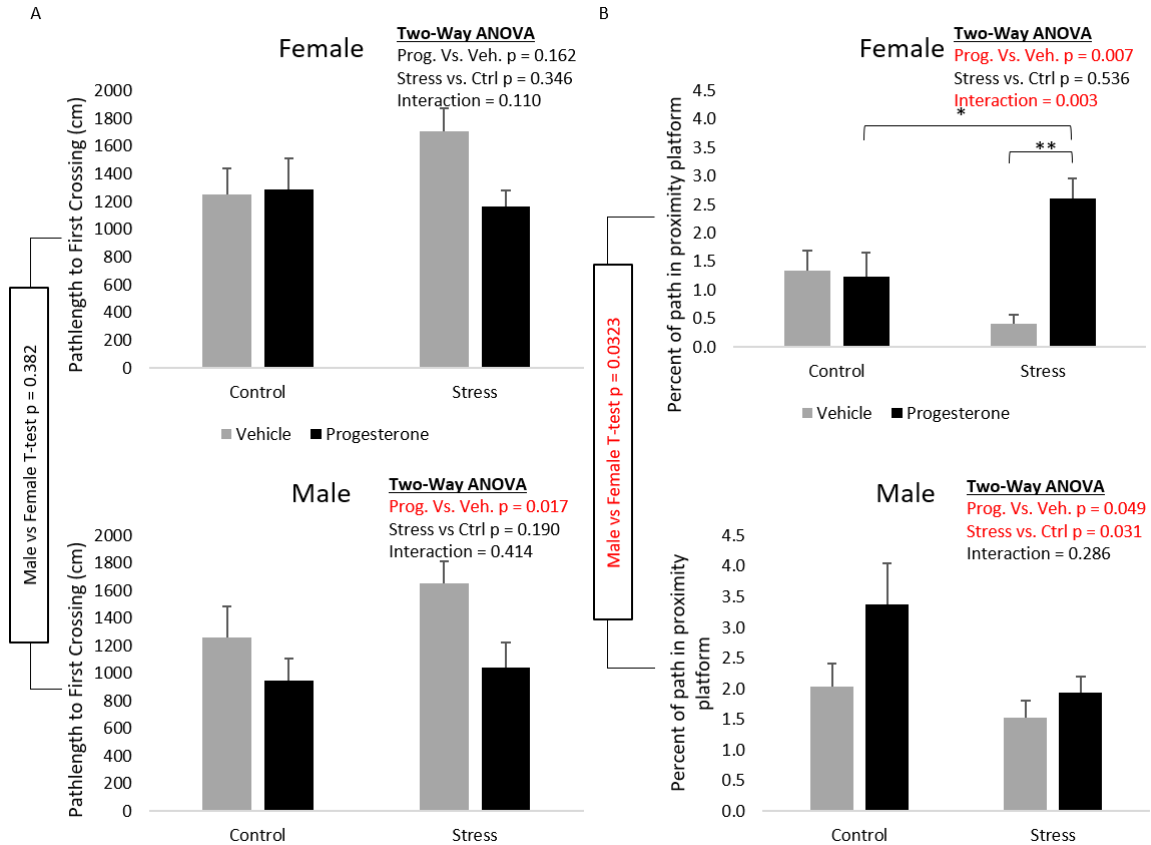 A
Female
Two-Way ANOVA
Prog. Vs. Veh. p = 0.162
Stress vs. Ctrl p = 0.346
Interaction = 0.110
Pathlength to First Crossing (cm)
2000
1800
1600
1400
1200
1000
800
600
400
200
0
Control
Stress
Vehicle
Progesterone
Male vs Female T-test p = 0.382
Male
Two-Way ANOVA
Prog. Vs. Veh. p = 0.017
Stress vs Ctrl p = 0.190
Interaction = 0.414
Pathlength to First Crossing (cm)
2000
1800
1600
1400
1200
1000
800
600
400
200
0
Control
Stress
B
Female
Two-Way ANOVA
Prog. Vs. Veh. p = 0.007
Stress vs. Ctrl p = 0.536
Interaction = 0.003
*
**
Percent of path in proximity platform
4.5
4.0
3.5
3.0
2.5
2.0
1.5
1.0
0.5
0.0
Control
Stress
Vehicle
Progesterone
Male vs Female T-test p = 0.0323
Male
Two-Way ANOVA
Prog. Vs. Veh. p = 0.049
Stress vs. Ctrl p = 0.031
Interaction = 0.286
Percent of path in proximity
platform
4.5
4.0
3.5
3.0
2.5
2.0
1.5
1.0
0.5
0.0
Control
Stress